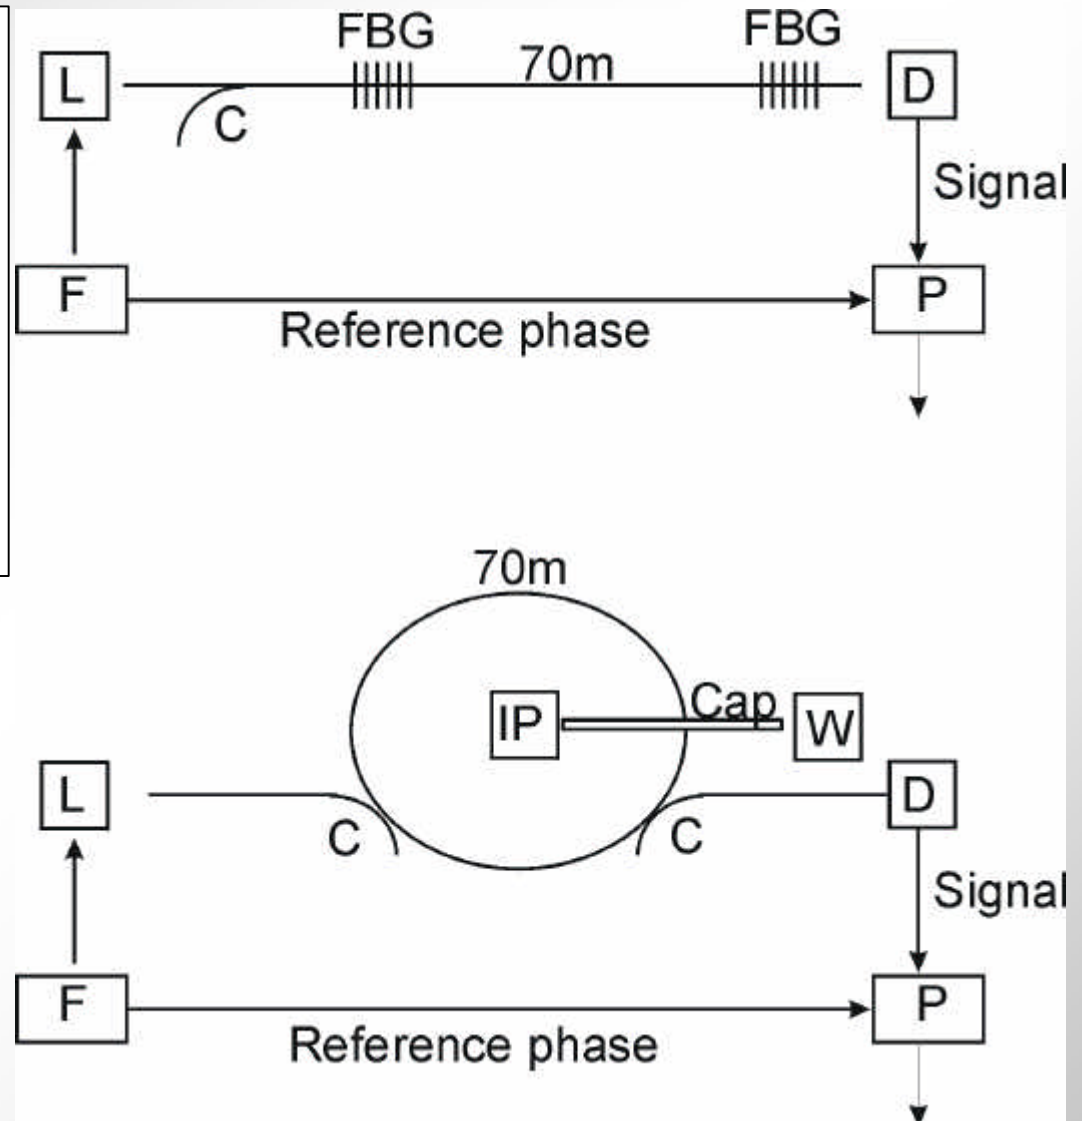 FBG
FBG
L
70m
D
C
Signal
F
P
Reference phase
70m
IP
Cap
W
L
D
C
C
Signal
F
P
Reference phase